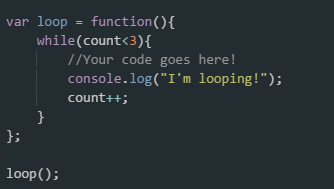 var loop = function(){
    while(count<3){
        //Your code goes here!
        console.log("I'm looping!");
        count++;
    }
};

loop();